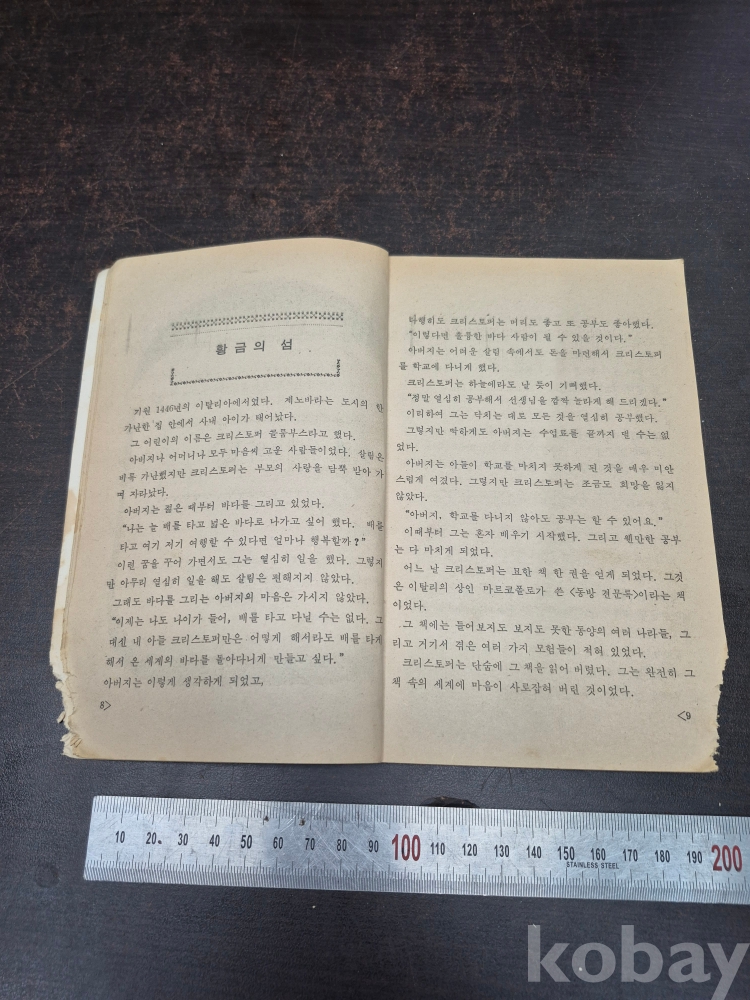 황금의 섬
기원 1446년의 이탈리아에서였다. 제노바라는 도시의 한
가난한 집 안에서 사내 아이가 태어났다.
그 어린이의 이름은 크리스토퍼 콜룸부스라고 했다.
아버지나 어머니나 모두 마음씨 고운 사람들이었다. 살림은
비록 가난했지만 크리스토퍼는 부모의 사랑을 담뿍 받아 가
며 자라났다.
아버지는 젊은 때부터 바다를 그리고 있었다.
"나는 늘 배를 타고 넓은 바다로 나가고 싶어 했다. 배를
타고 여기 저기 여행할 수 있다면 얼마나 행복할까?"
이런 꿈을 꾸어 가면서도 그는 열심히 일을 했다. 그렇지
만 아무리 열심히 일을 해도 살림은 편해지지 않았다.
그래도 바다를 그리는 아버지의 마음은 가시지 않았다.
"이제는 나도 나이가 들어, 배를 타고 다닐 수는 없다. 그
대신 내 아들 크리스토퍼만은 어떻게 해서라도 배를 타게
해서 온 세계의 바다를 돌아다니게 만들고 싶다."
아버지는 이렇게 생각하게 되었고,
8>
다행히도 크리스토퍼는 머리도 좋고 또 공부도 좋아했다.
"이렇다면 훌륭한 바다 사람이 될 수 있을 것이다."
아버지는 어려운 살림 속에서도 돈을 마련해서 크리스토퍼
를 학교에 다니게 했다.
크리스토퍼는 하늘에라도 날 듯이 기뻐했다.
"정말 열심히 공부해서 선생님을 깜짝 놀라게 해 드리겠다."
이리하여 그는 닥치는 대로 모든 것을 열심히 공부했다.
그렇지만 딱하게도 아버지는 수업료를 끝까지 댈 수는 없
었다.
아버지는 아들이 학교를 마치지 못하게 된 것을 매우 미안
스럽게 여겼다. 그렇지만 크리스토퍼는 조금도 희망을 잃지
않았다.
"아버지, 학교를 다니지 않아도 공부는 할 수 있어요."
이때부터 그는 혼자 배우기 시작했다. 그리고 웬만한 공부
는 다 마치게 되었다.
어느 날 크리스토퍼는 묘한 책 한 권을 얻게 되었다. 그것
은 이탈리의 상인 마르코폴로가 쓴 <동방 견문록>이라는 책
이었다.
그 책에는 들어보지도 보지도 못한 동양의 여러 나라들, 그
리고 거기서 겪은 여러 가지 모험들이 적혀 있었다.
크리스토퍼는 단숨에 그 책을 읽어 버렸다. 그는 완전히 그
책 속의 세계에 마음이 사로잡혀 버린 것이었다.
<9
10 20 30 40 50 60 70 80 90 100 110 120 130 140 150 160 170 180 190 200
STAINLESS STEEL
kobay